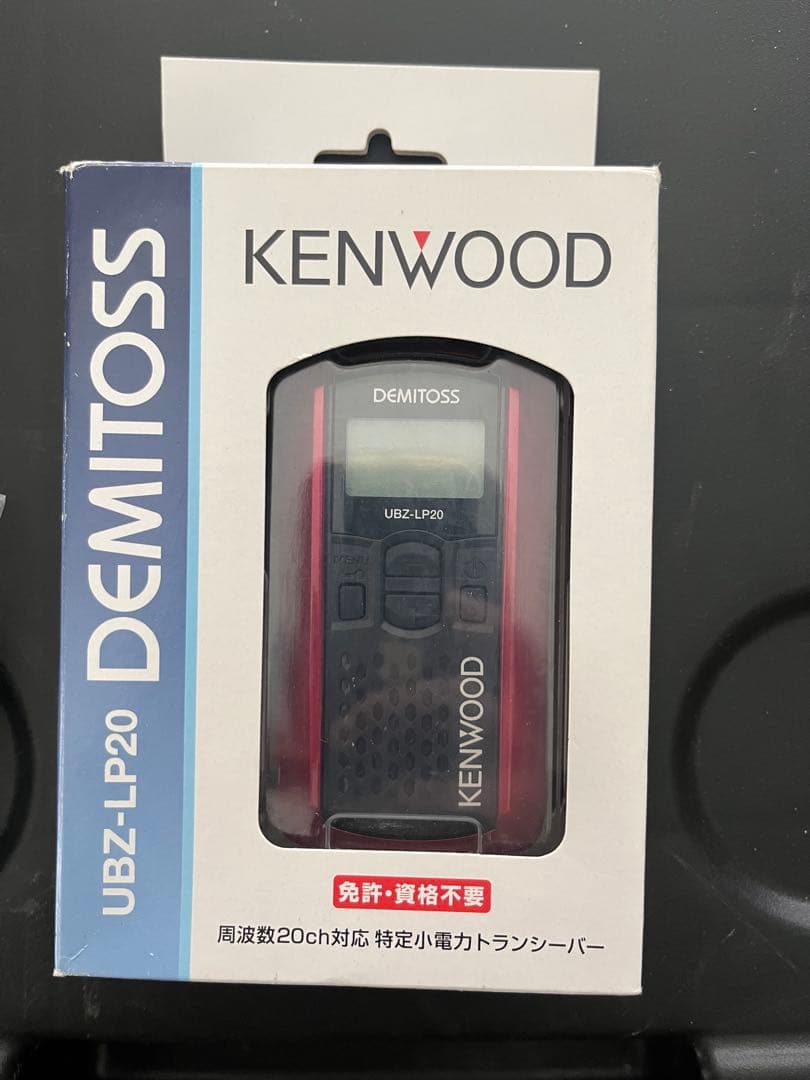 KENWOOD
DEMITOSS
UBZ-LP20
DEMITOSS
UBZ-LP20
MENU
KENWOOD
免許・資格不要
周波数20ch対応 特定小電力トランシーバー